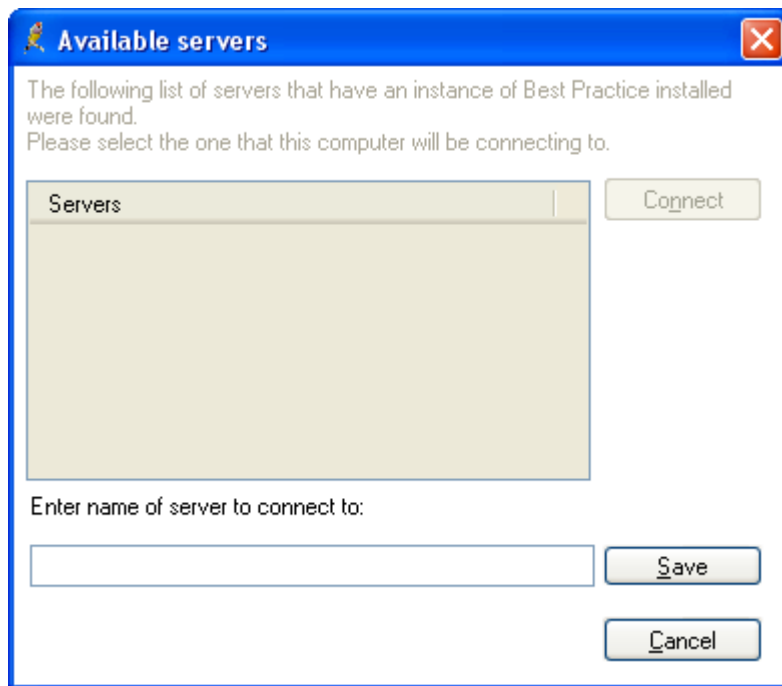 Available servers
The following list of servers that have an instance of Best Practice installed
were found.
Please select the one that this computer will be connecting to.
Servers
Connect
Enter name of server to connect to:
Save
Cancel